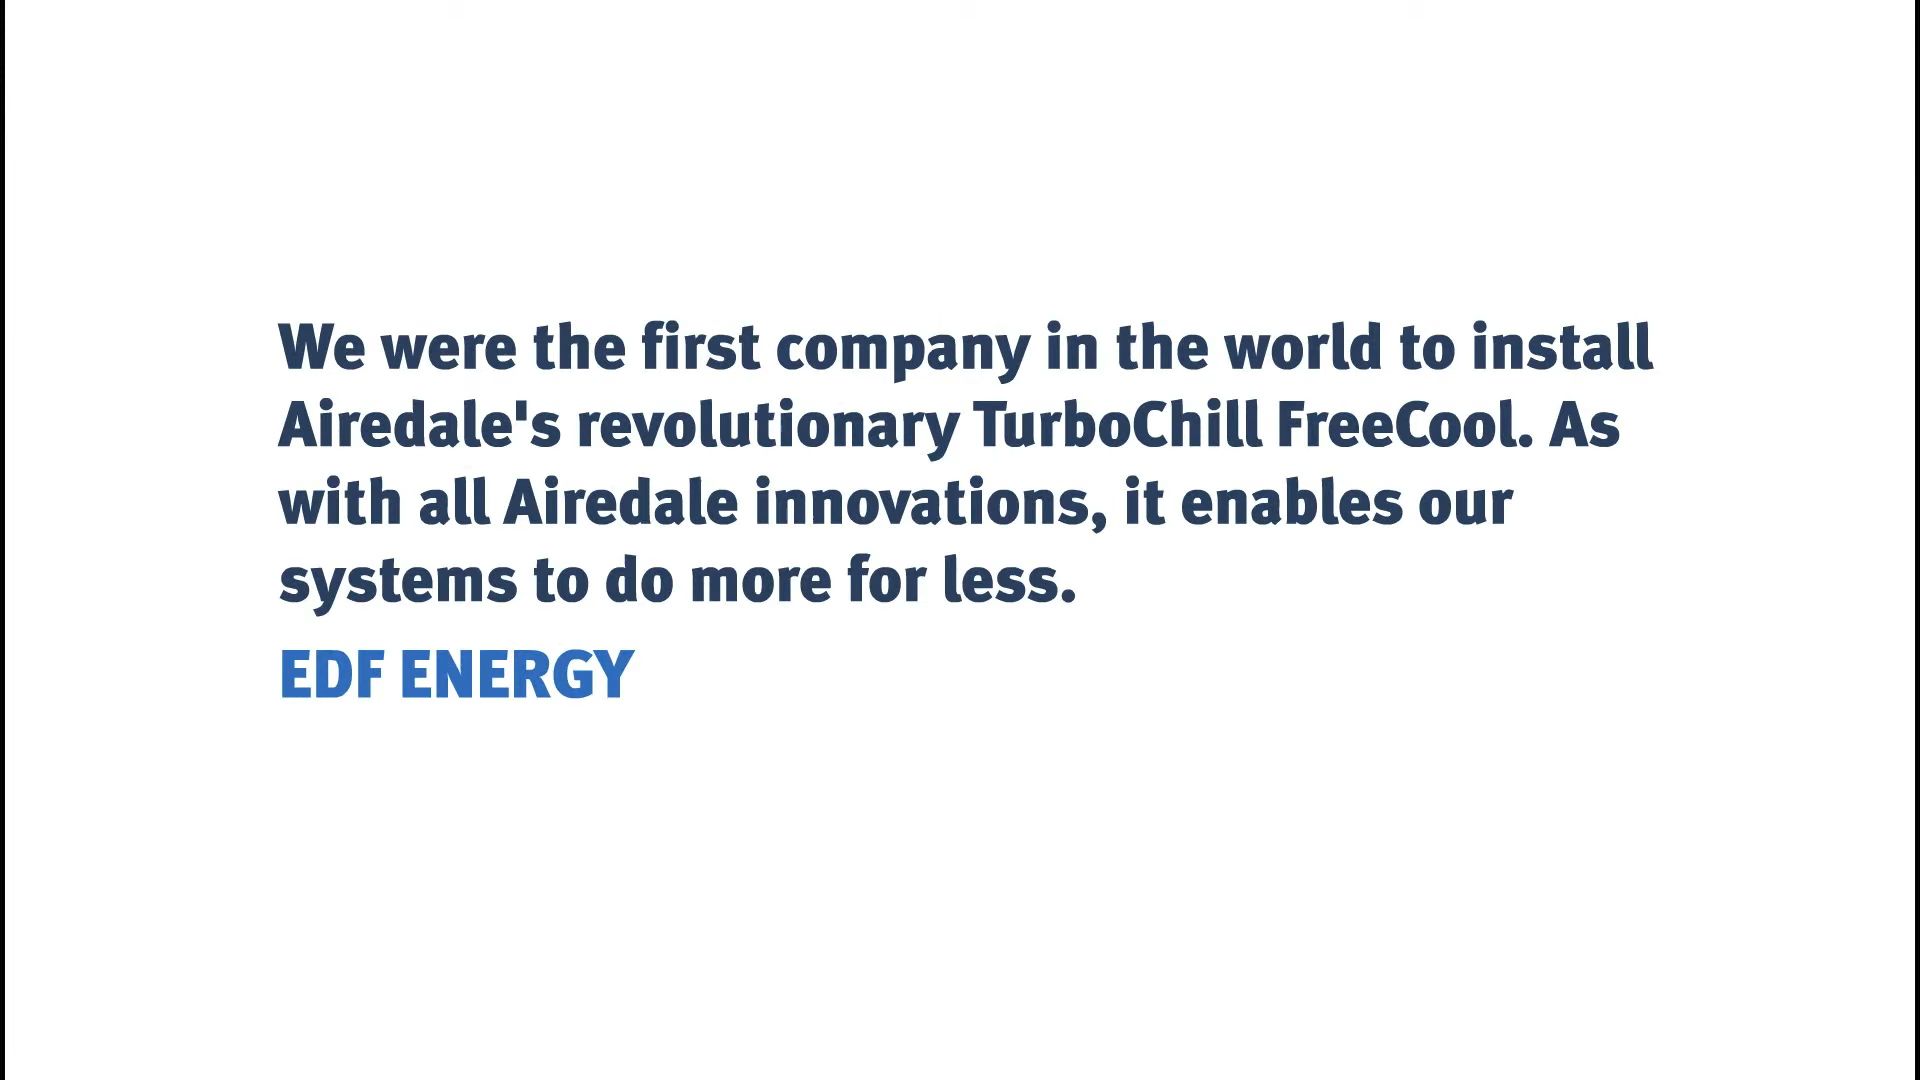 We were the first company in the world to install
Airedale's revolutionary TurboChill FreeCool. As
with all Airedale innovations, it enables our
systems to do more for less.
EDF ENERGY